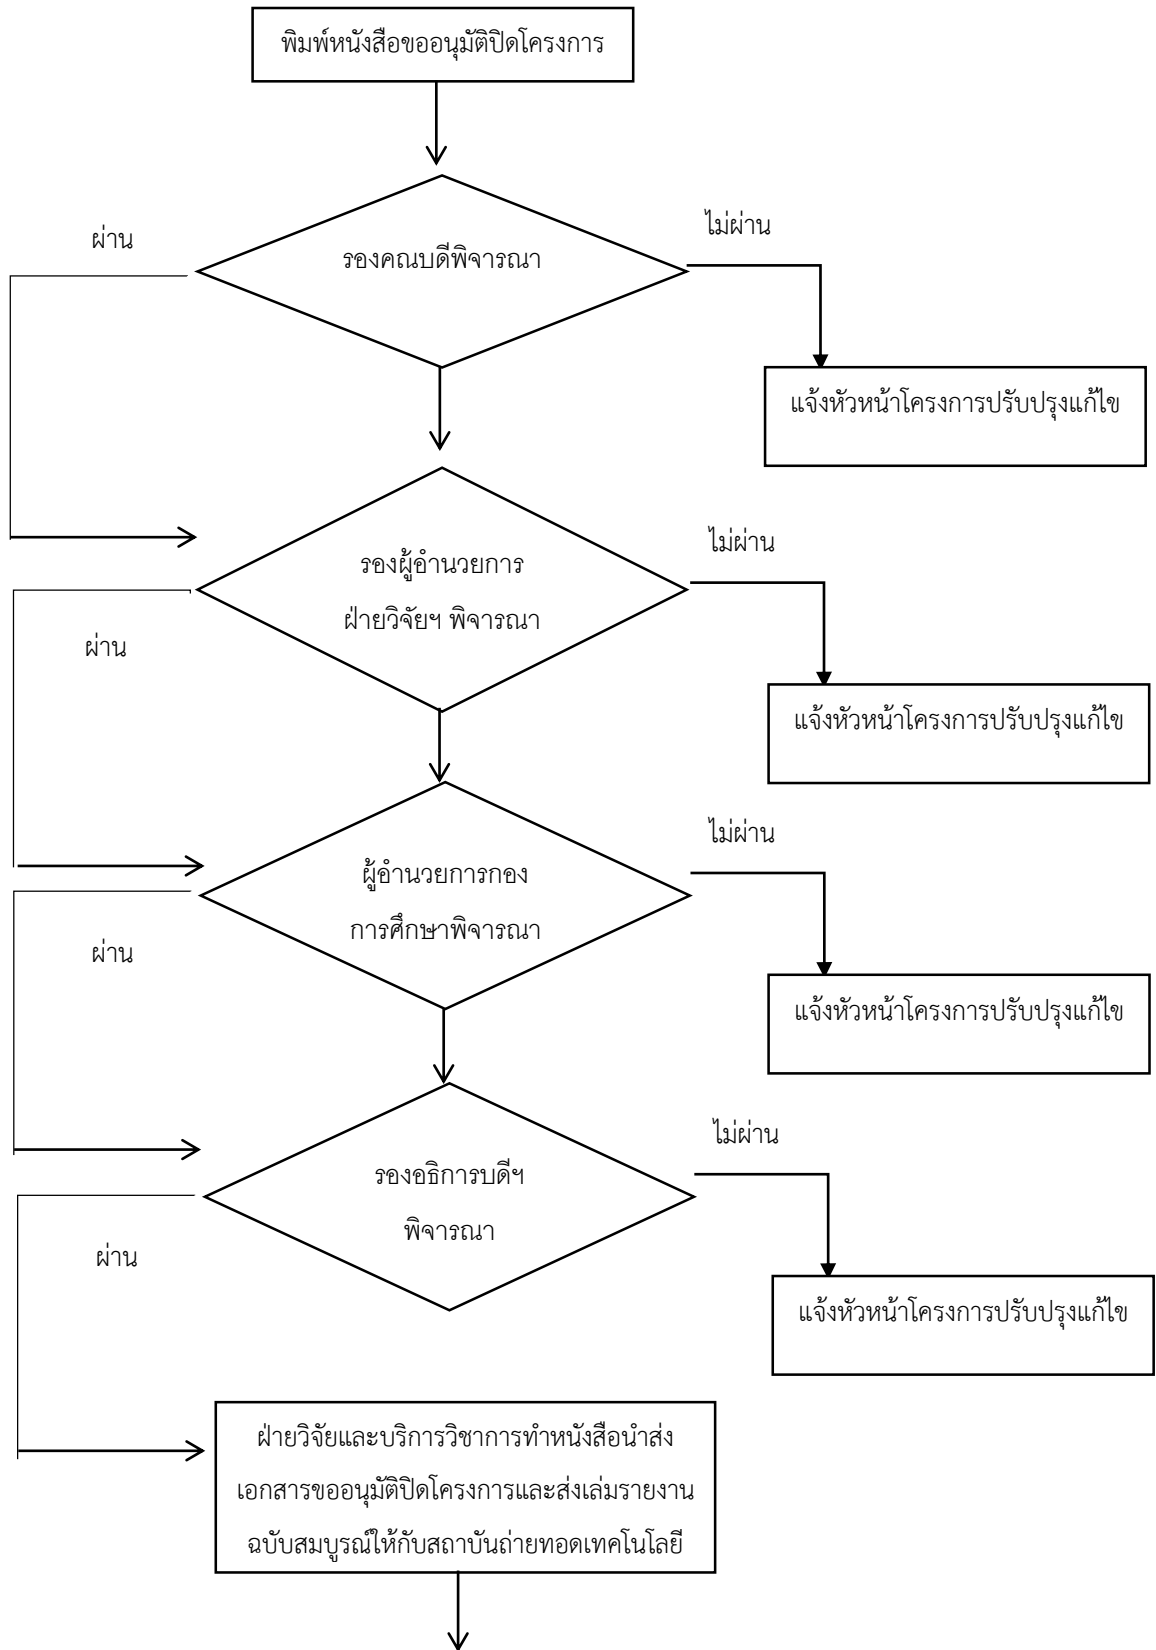 พิมพ์หนังสือขออนุมัติปิดโครงการ
ผ่าน
รองคณบดีพิจารณา
ไม่ผ่าน
แจ้งหัวหน้าโครงการปรับปรุงแก้ไข
รองผู้อำนวยการ
ฝ่ายวิจัยฯ พิจารณา
ไม่ผ่าน
ผ่าน
แจ้งหัวหน้าโครงการปรับปรุงแก้ไข
ผู้อำนวยการกอง
การศึกษาพิจารณา
ไม่ผ่าน
ผ่าน
แจ้งหัวหน้าโครงการปรับปรุงแก้ไข
รองอธิการบดีฯ
พิจารณา
ไม่ผ่าน
ผ่าน
แจ้งหัวหน้าโครงการปรับปรุงแก้ไข
ฝ่ายวิจัยและบริการวิชาการทำหนังสือนำส่ง
เอกสารขออนุมัติปิดโครงการและส่งเล่มรายงาน
ฉบับสมบูรณ์ให้กับสถาบันถ่ายทอดเทคโนโลยี